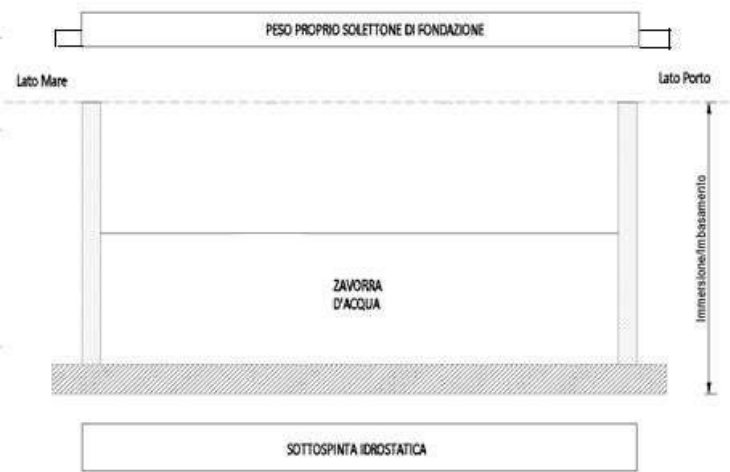 PESO PROPRIO SOLETTONE DI FONDAZIONE
Lato Mare
Lato Porto
Immersione/Imbasamento
ZAVORRA
D'ACQUA
SOTTOSPINTA IDROSTATICA